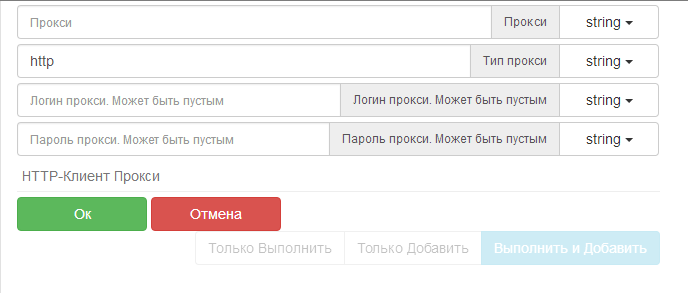 Прокси Прокси string
http Тип прокси string
Логин прокси. Может быть пустым Логин прокси. Может быть пустым string
Пароль прокси. Может быть пустым Пароль прокси. Может быть пустым string
HTTP-Клиент Прокси
Ок Отмена
Только Выполнить Только Добавить Выполнить и Добавить